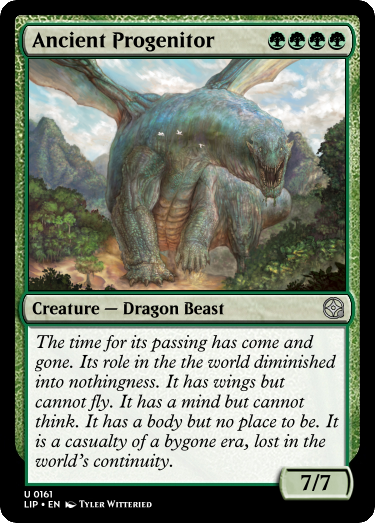 Ancient Progenitor
Creature — Dragon Beast
The time for its passing has come and
gone. Its role in the the world diminished
into nothingness. It has wings but
cannot fly. It has a mind but cannot
think. It has a body but no place to be. It
is a casualty of a bygone era, lost in the
world's continuity.
7/7
U 0161
LIP • EN Tyler Witteried